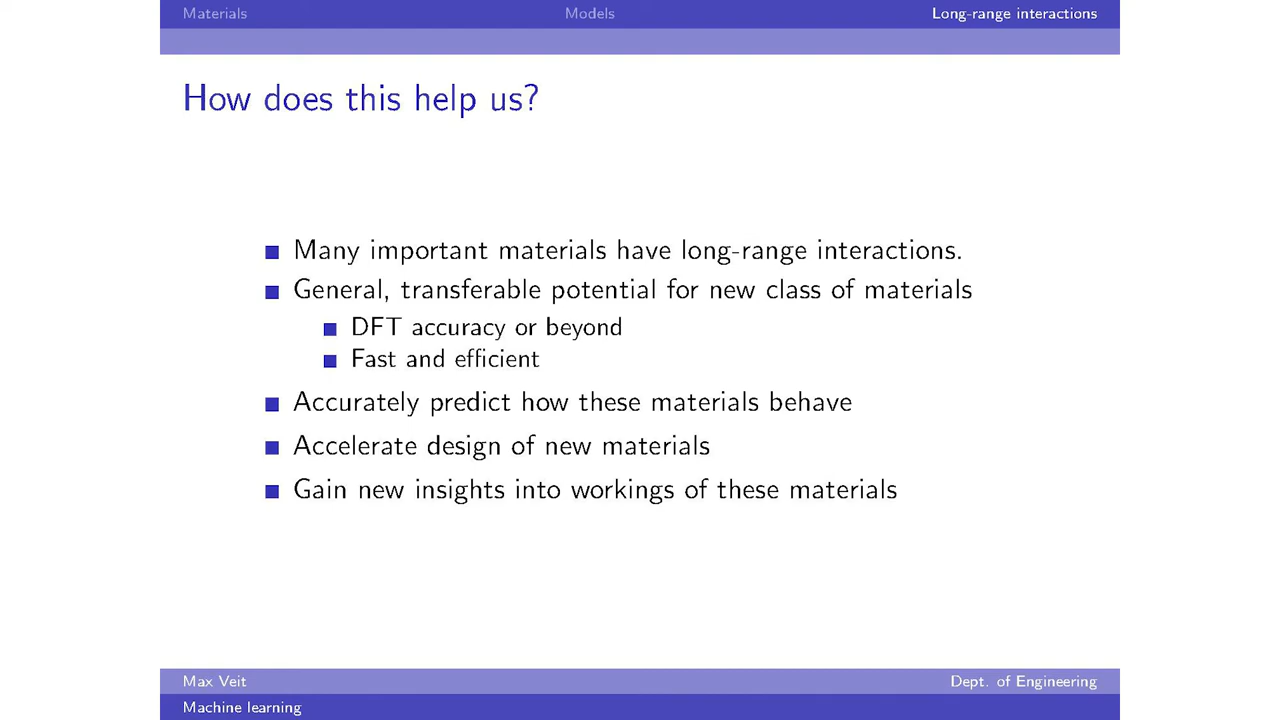 Materials Models Long-range interactions
How does this help us?
Many important materials have long-range interactions.
General, transferable potential for new class of materials
DFT accuracy or beyond
Fast and efficient
Accurately predict how these materials behave
Accelerate design of new materials
Gain new insights into workings of these materials
Max Veit Dept. of Engineering
Machine learning